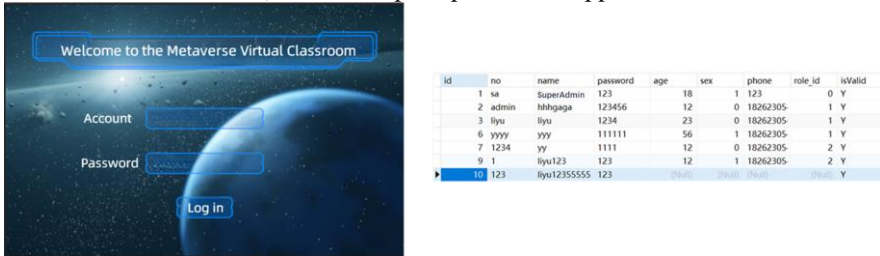 Welcome to the Metaverse Virtual Classroom
Account
Password
Log in
id no name password age sex phone role_id isValid
1 sa SuperAdmin 123 18 1 123 0 Y
2 admin hhhgaga 123456 12 0 18262305 1 Y
3 liyu liyu 1234 23 0 18262305 1 Y
6 yyyy yyy 111111 56 1 18262305 1 Y
7 1234 yy 1111 12 0 18262305 2 Y
9 1 liyu123 123 12 1 18262305 2 Y
10 123 liyu12355555 123 (Null) (Null) (Null) (Null) Y